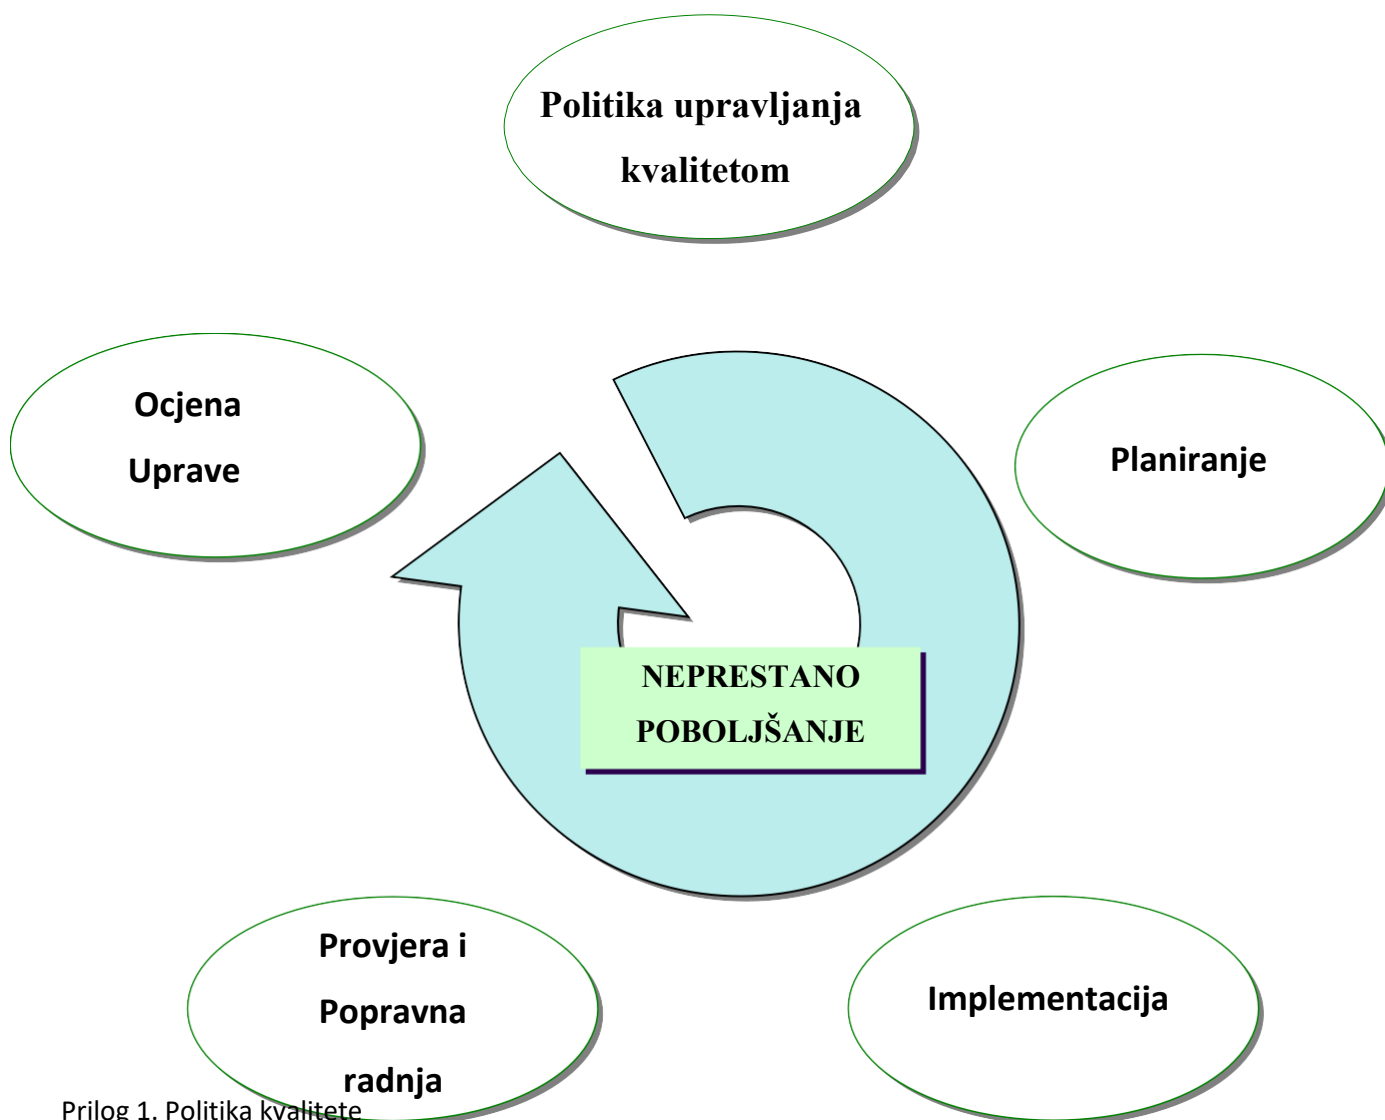 Politika upravljanja
kvalitetom
Ocjena
Uprave
Planiranje
NEPRESTANO
POBOLJŠANJE
Provjera i
Popravna
radnja
Implementacija
Prilog 1. Politika kvalitete